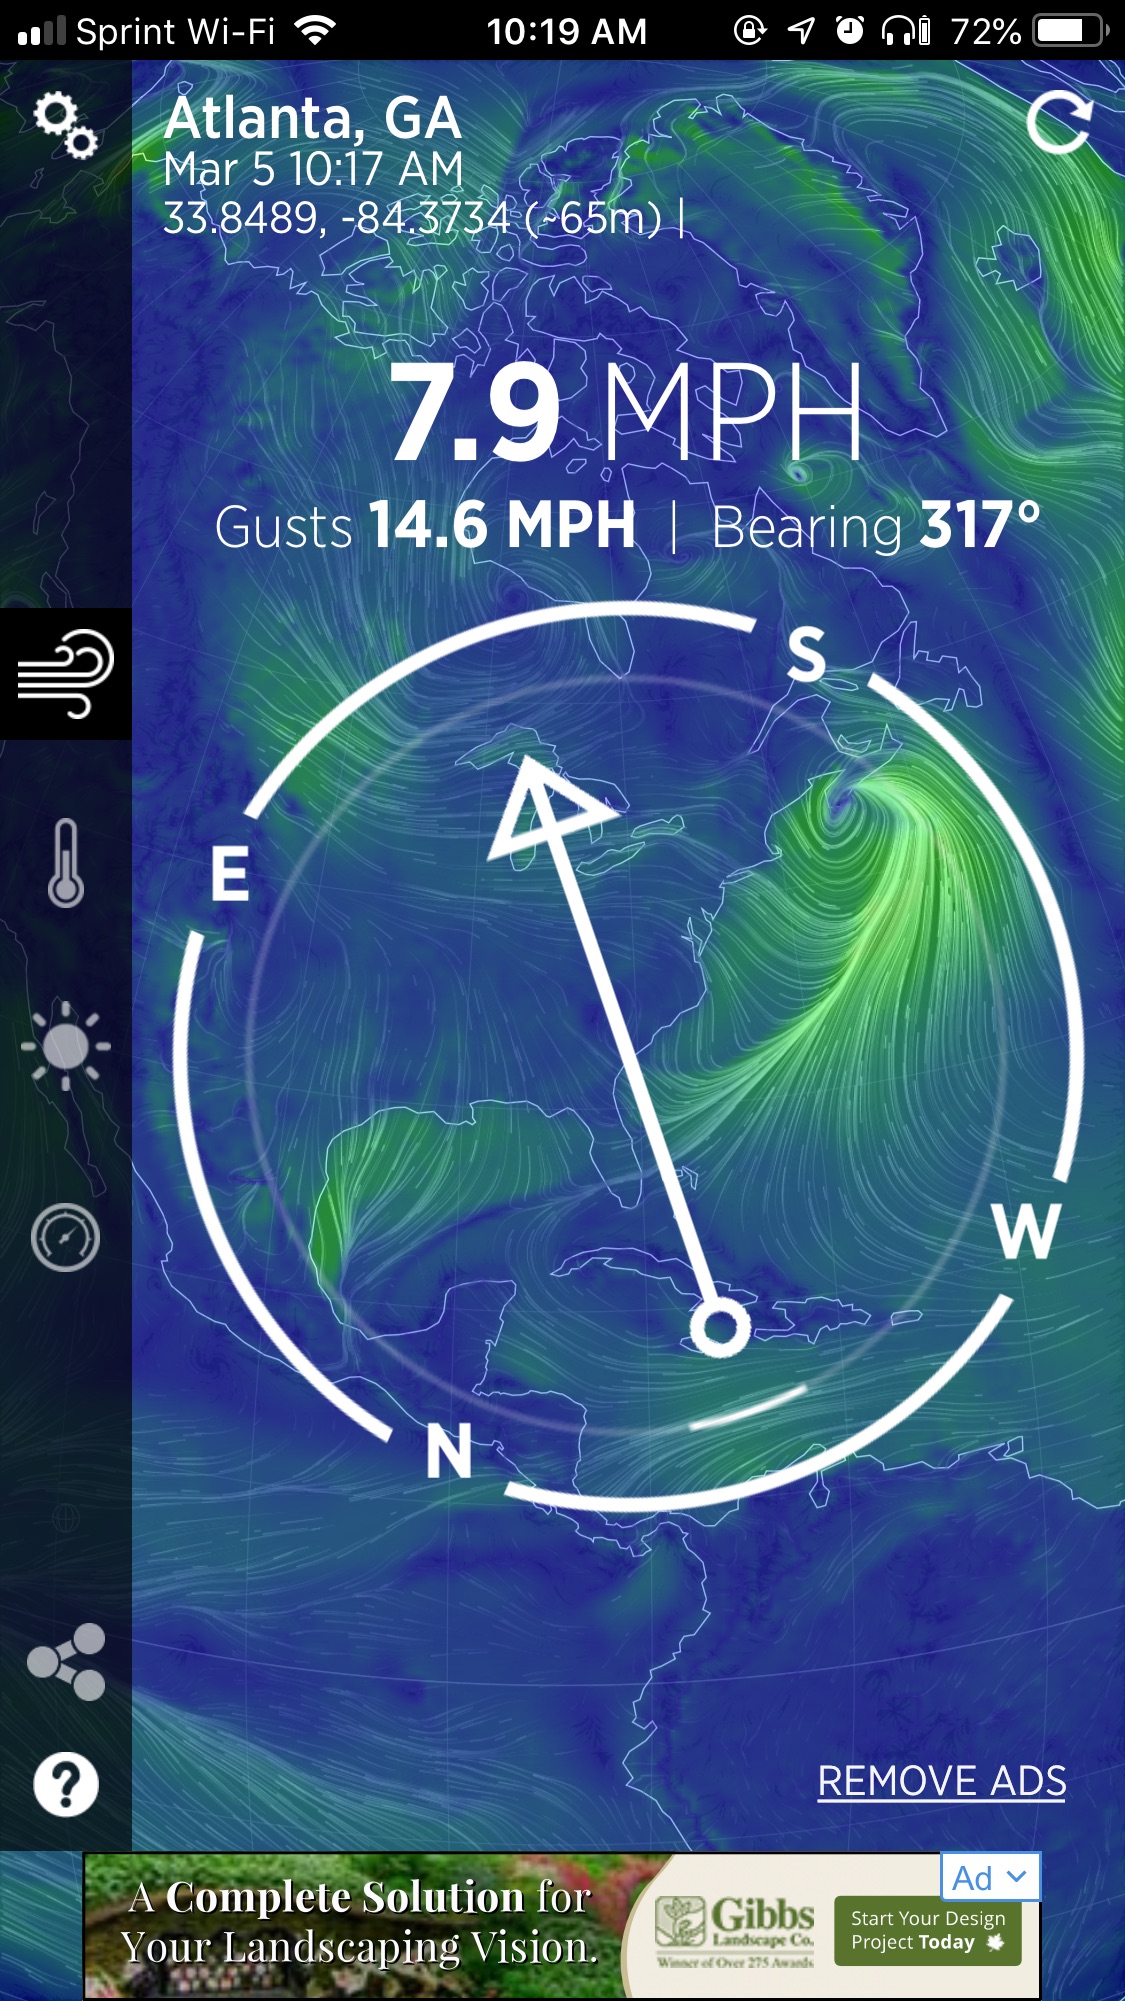 Sprint Wi-Fi 10:19 AM 72%
Atlanta, GA
Mar 5 10:17 AM
33.8489, -84.3734 (~65m) |
7.9 MPH
Gusts 14.6 MPH | Bearing 317°
S
E
W
N
REMOVE ADS
A Complete Solution for
Your Landscaping Vision.
Gibbs
Landscape Co.
Winner of Over 275 Awards
Ad
Start Your Design
Project Today